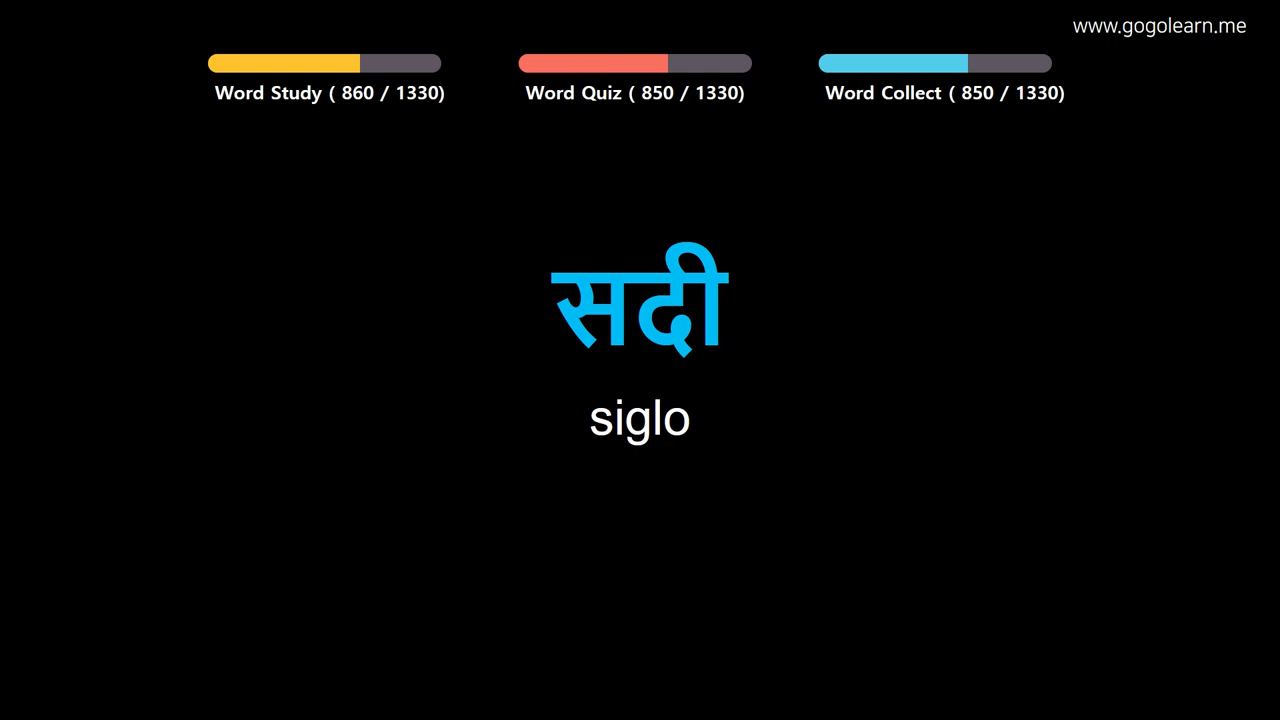 www.gogolearn.me
Word Study ( 860 / 1330)
Word Quiz ( 850 / 1330)
Word Collect ( 850 / 1330)
सदी
siglo